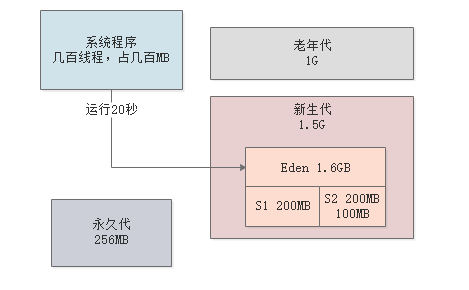 系统程序
几百线程，占几百MB
老年代
1G
运行20秒
新生代
1.5G
Eden 1.6GB
S1 200MB
S2 200MB
100MB
永久代
256MB